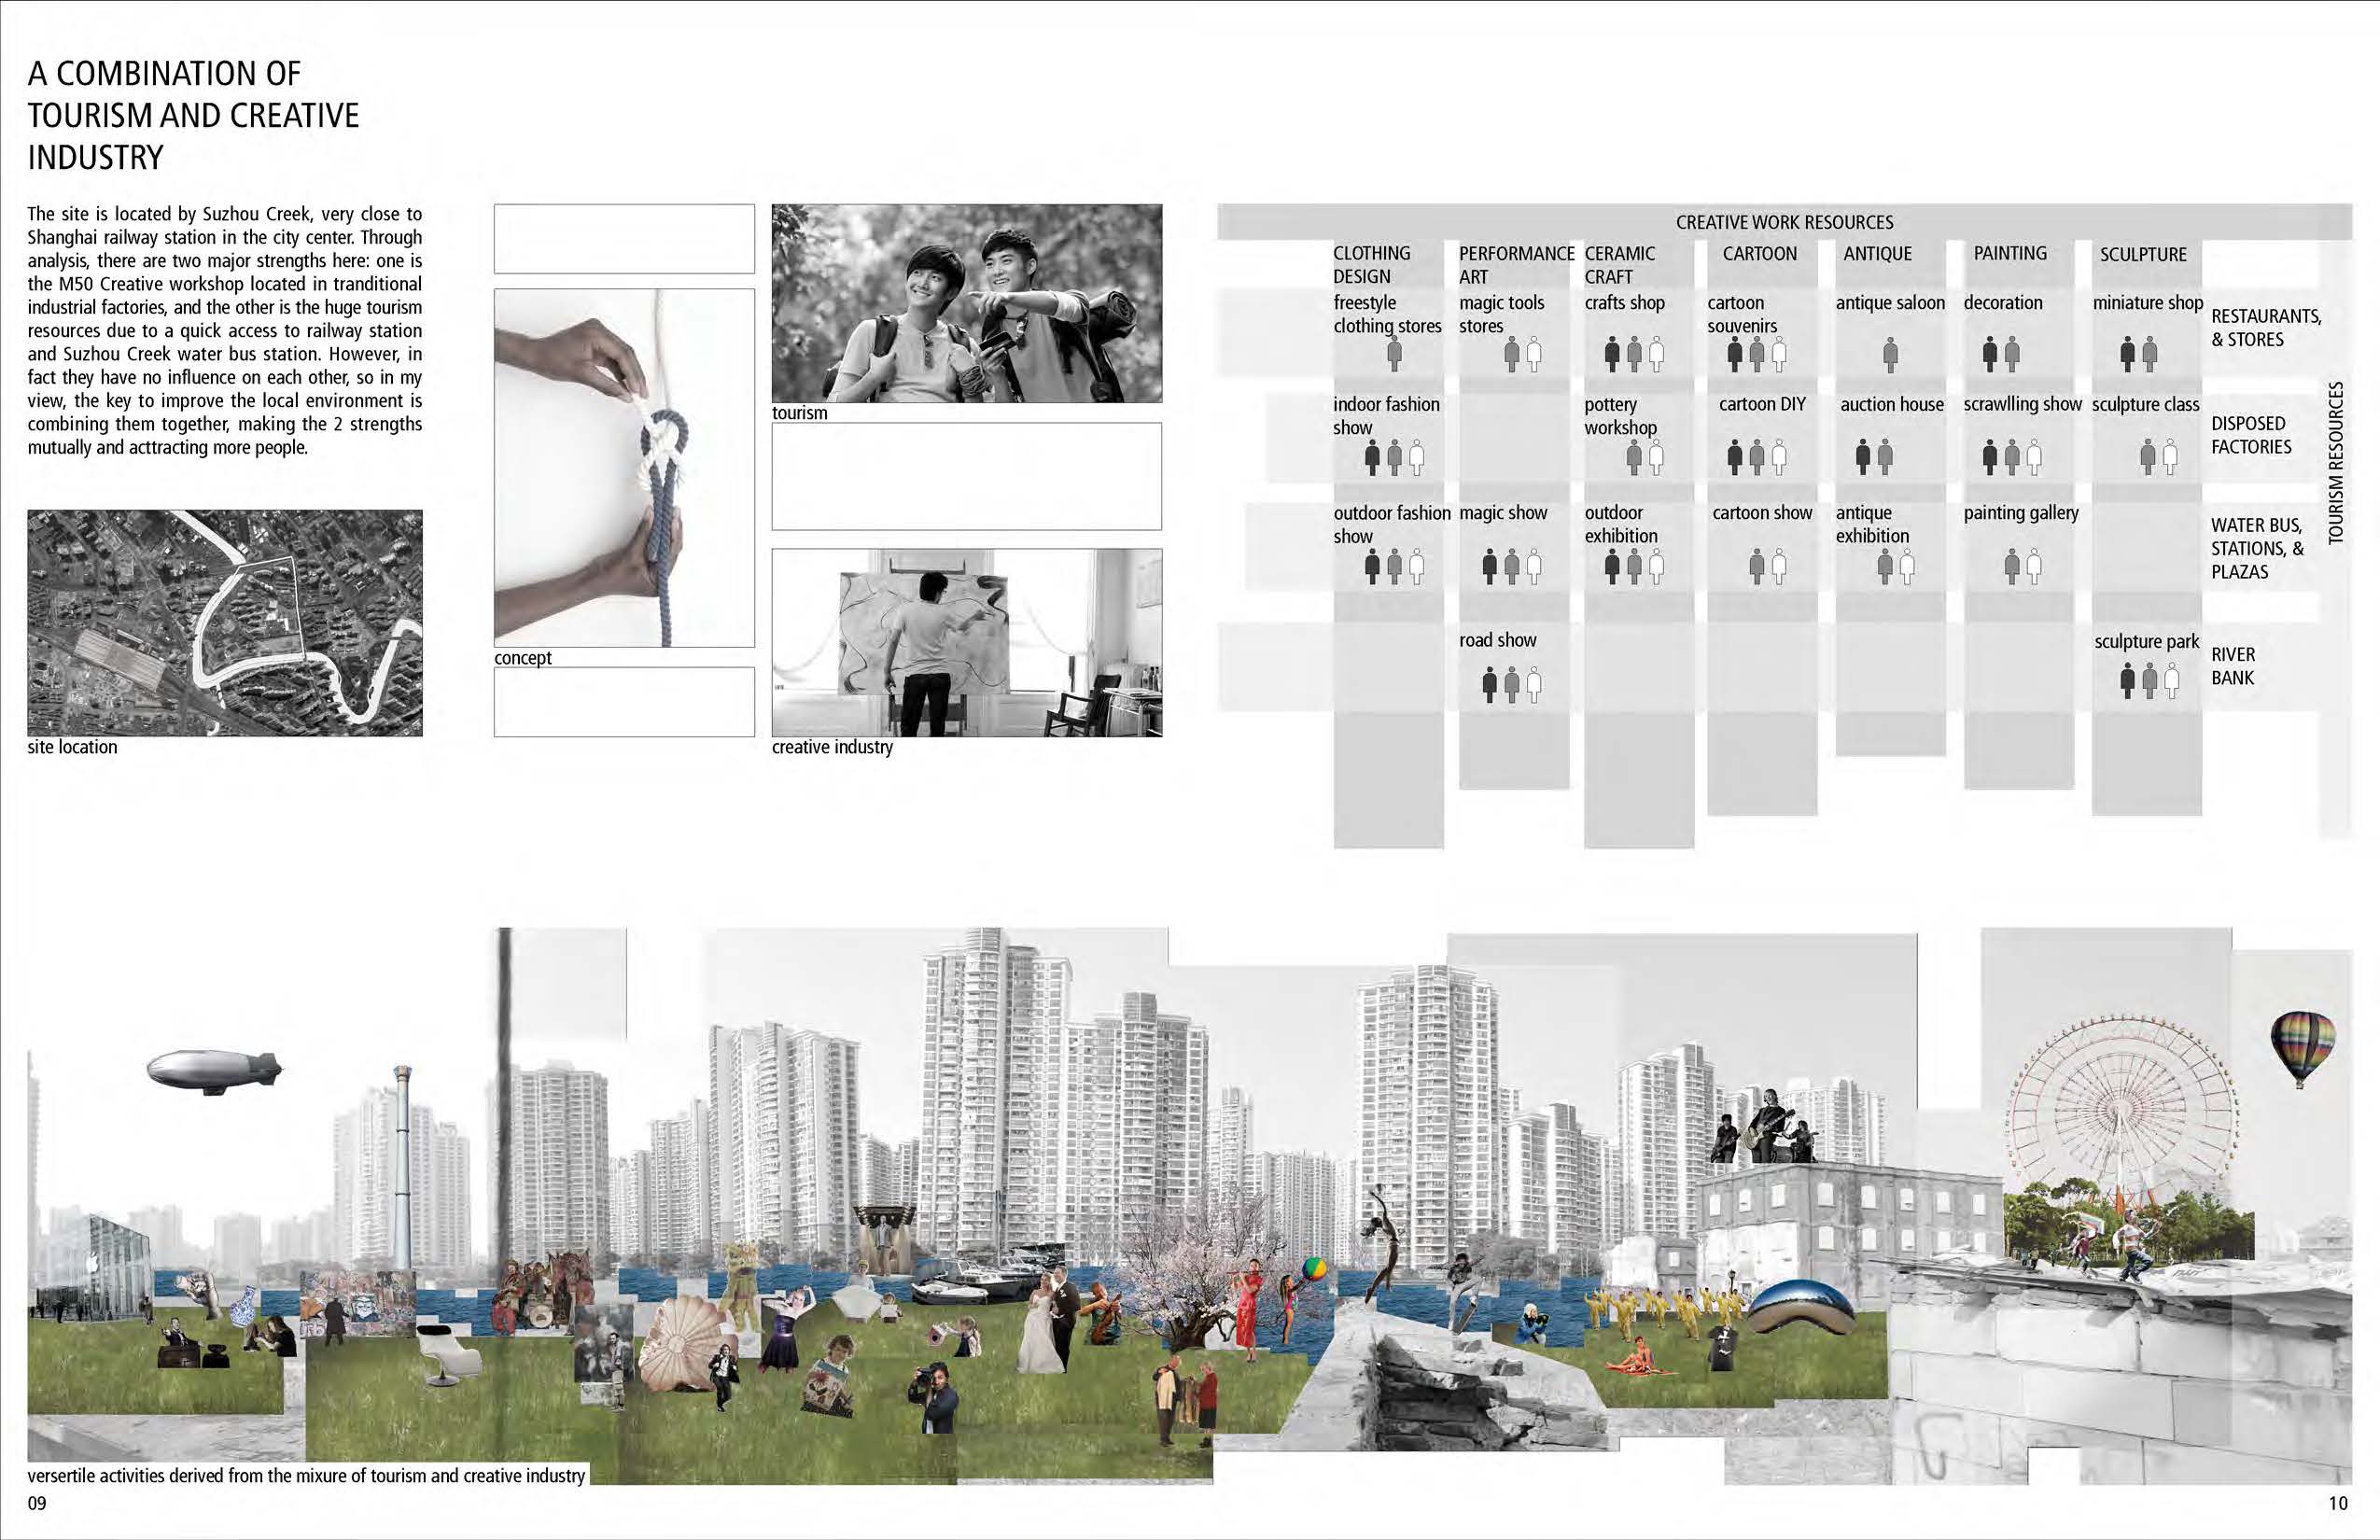 A COMBINATION OF
TOURISM AND CREATIVE
INDUSTRY
The site is located by Suzhou Creek, very close to
Shanghai railway station in the city center. Through
analysis, there are two major strengths here: one is
the M50 Creative workshop located in tranditional
industrial factories, and the other is the huge tourism
resources due to a quick access to railway station
and Suzhou Creek water bus station. However, in
fact they have no influence on each other, so in my
view, the key to improve the local environment is
combining them together, making the 2 strengths
mutually and acttracting more people.
site location
concept
tourism
creative industry
CREATIVE WORK RESOURCES
CLOTHING
DESIGN
PERFORMANCE
ART
CERAMIC
CRAFT
CARTOON
ANTIQUE
PAINTING
SCULPTURE
freestyle
clothing stores
magic tools
stores
crafts shop
cartoon
souvenirs
antique saloon
decoration
miniature shop
RESTAURANTS,
& STORES
indoor fashion
show
pottery
workshop
cartoon DIY
auction house
scrawlling show
sculpture class
DISPOSED
FACTORIES
outdoor fashion
show
magic show
outdoor
exhibition
cartoon show
antique
exhibition
painting gallery
WATER BUS,
STATIONS, &
PLAZAS
road show
sculpture park
RIVER
BANK
TOURISM RESOURCES
versertile activities derived from the mixure of tourism and creative industry
09
10